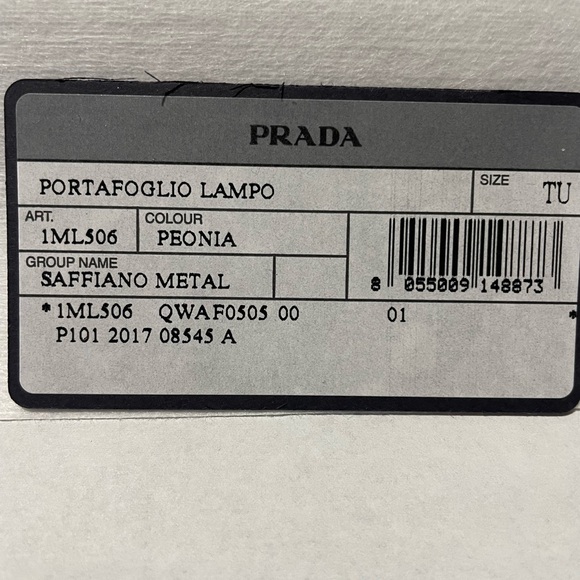 PRADA
PORTAFOGLIO LAMPO
SIZE
TU
ART.
1ML506
COLOUR
PEONIA
GROUP NAME
SAFFIANO METAL
8 055009 148873
*1ML506 QWAF0505 00 01 *
P101 2017 08545 A